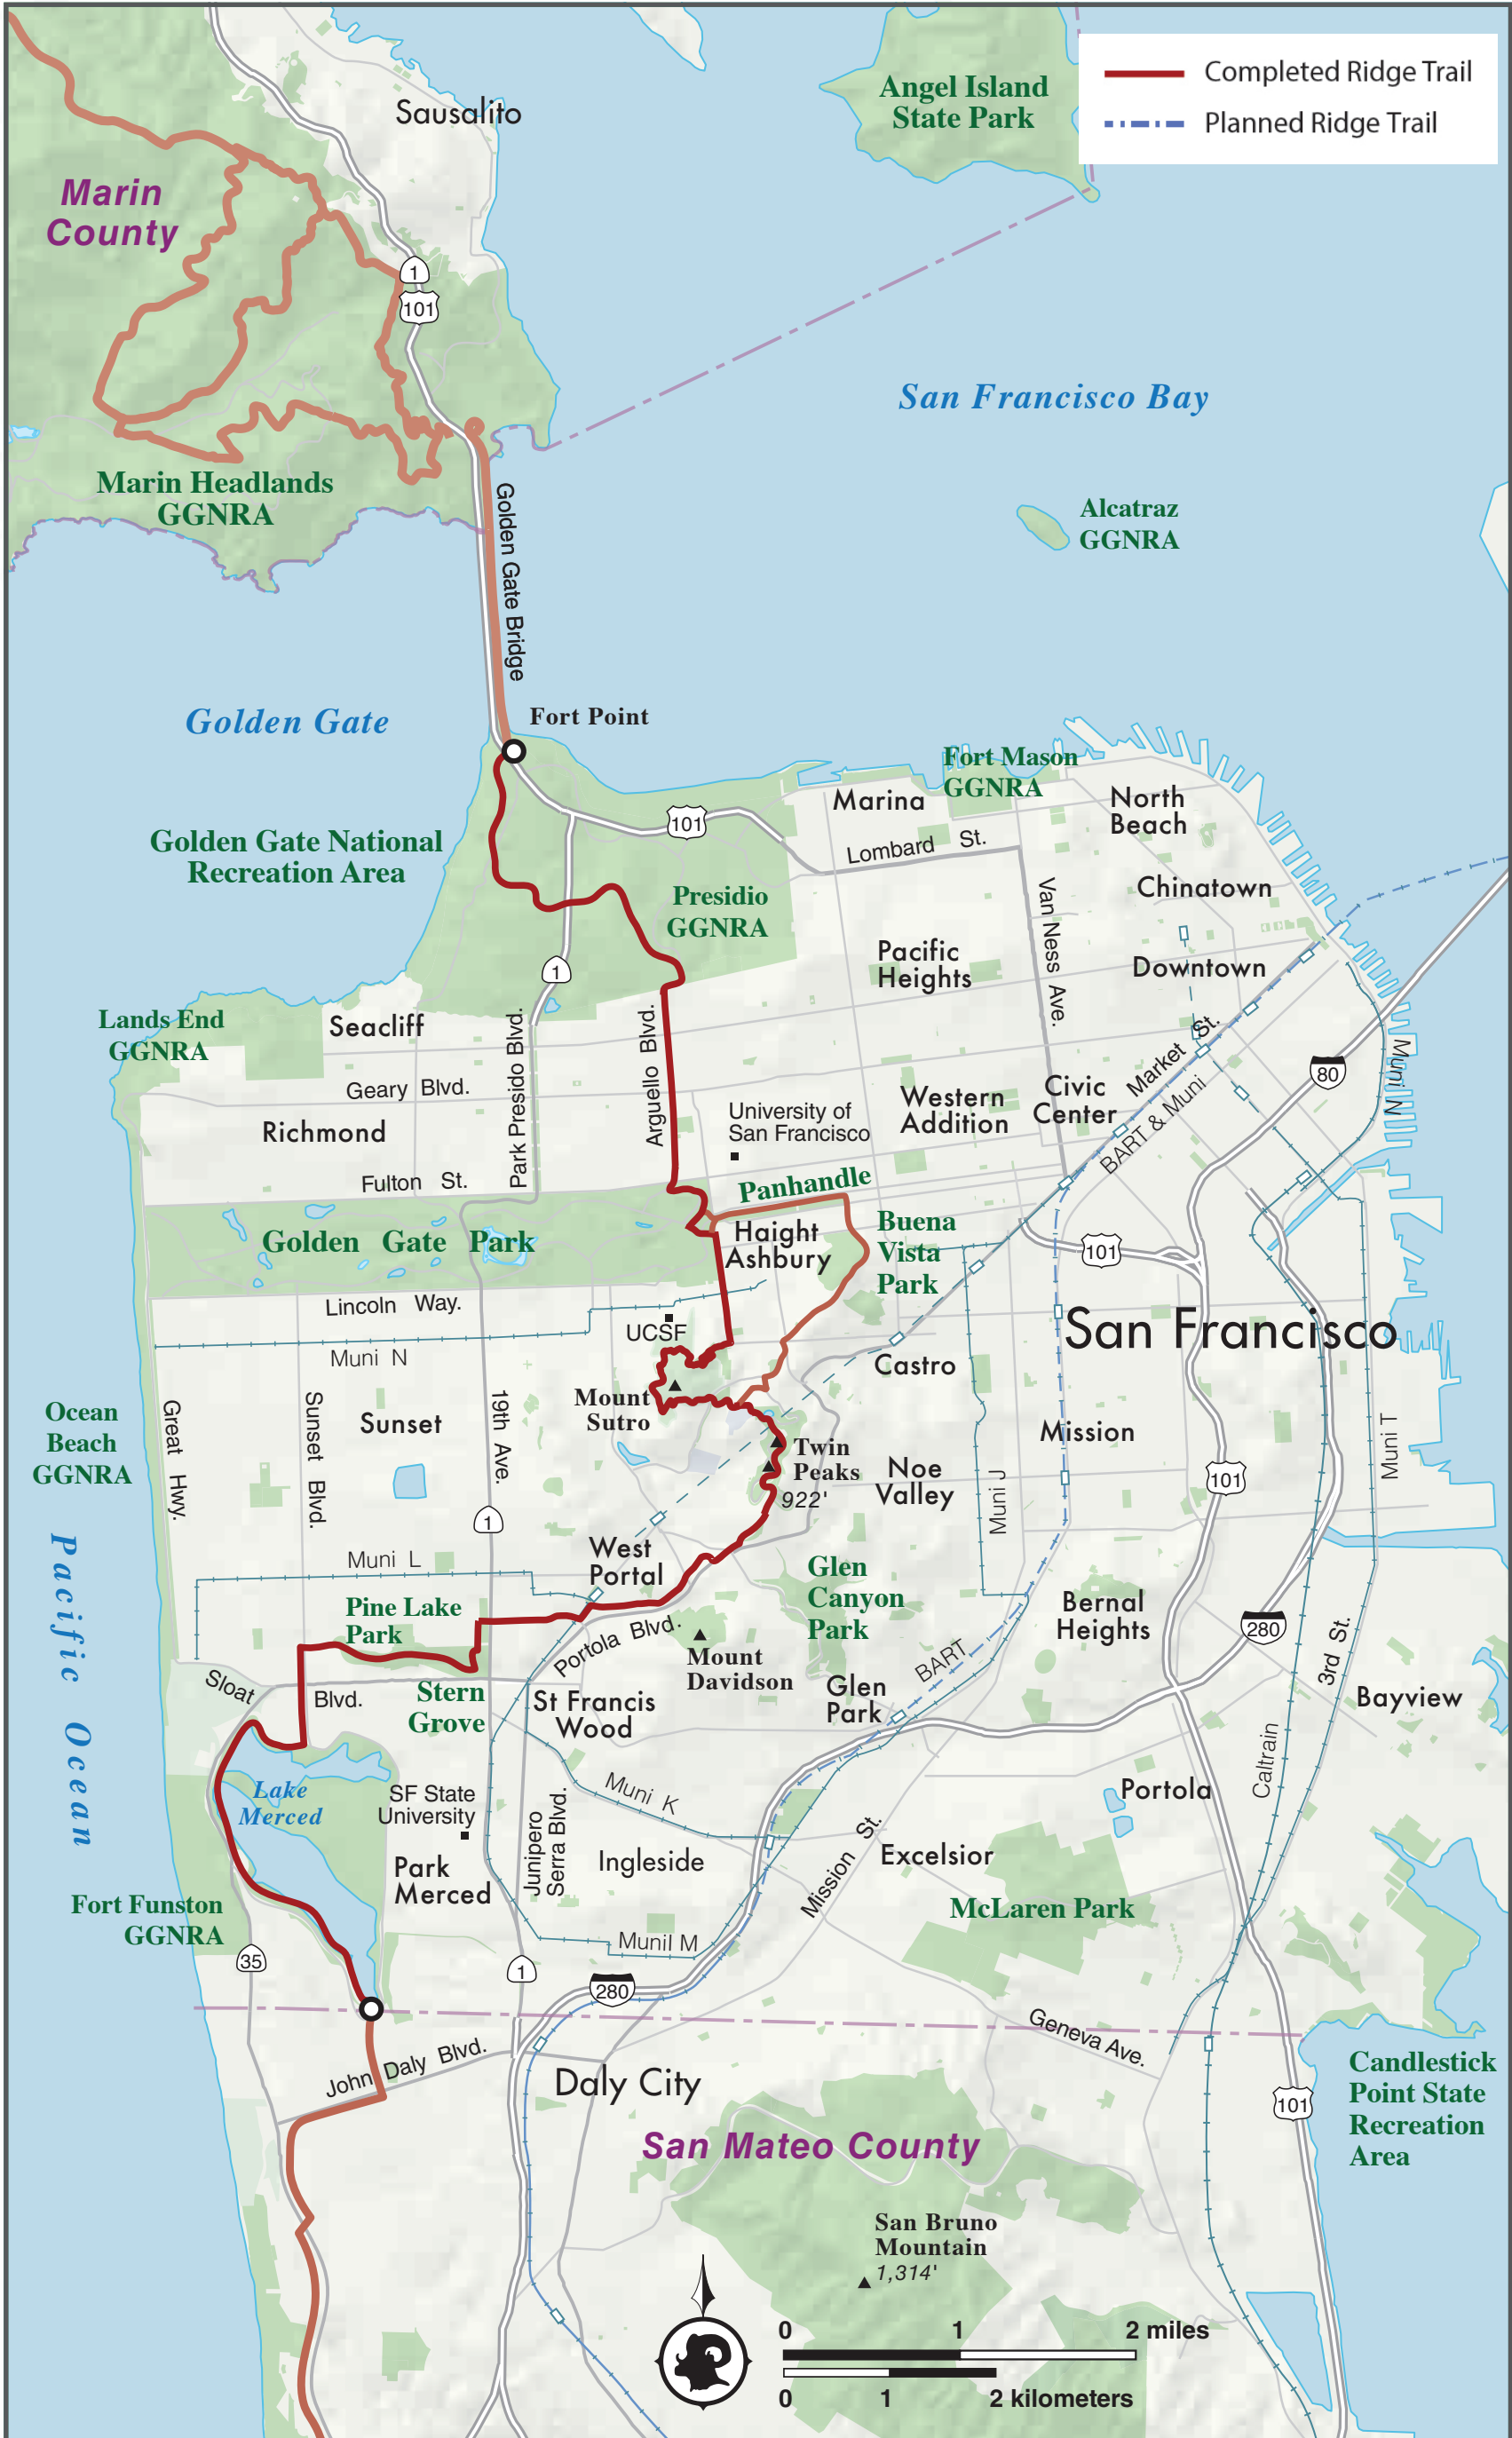 Completed Ridge Trail
Planned Ridge Trail
Angel Island
State Park
Sausalito
Marin
County
1
101
San Francisco Bay
Marin Headlands
GGNRA
Alcatraz
GGNRA
Golden Gate Bridge
Golden Gate
Fort Point
Fort Mason
GGNRA
Marina
North
Beach
101
Lombard St.
Golden Gate National
Recreation Area
Presidio
GGNRA
Van Ness Ave.
Chinatown
Pacific
Heights
Downtown
1
Lands End
GGNRA
Seacliff
Park Presido Blvd.
Arguello Blvd.
Market St.
Muni N
80
Geary Blvd.
Richmond
University of
San Francisco
Western
Addition
Civic
Center
BART & Muni
Fulton St.
Panhandle
Golden Gate Park
Haight
Ashbury
Buena
Vista
Park
101
Lincoln Way.
UCSF
San Francisco
Muni N
Castro
Mount
Sutro
Ocean
Beach
GGNRA
Great Hwy.
Sunset Blvd.
Sunset
19th Ave.
Twin
Peaks
922'
Noe
Valley
Mission
Muni J
101
Muni T
1
Pacific Ocean
Muni L
West
Portal
Glen
Canyon
Park
Pine Lake
Park
Bernal
Heights
280
3rd St.
Portola Blvd.
Mount
Davidson
BART
Sloat
Blvd.
Stern
Grove
St Francis
Wood
Glen
Park
Bayview
Lake
Merced
SF State
University
Muni K
Portola
Caltrain
Junipero
Serra Blvd.
Park
Merced
Ingleside
Mission St.
Excelsior
McLaren Park
Fort Funston
GGNRA
35
Munil M
1
280
Geneva Ave.
John Daly Blvd.
Daly City
Candlestick
Point State
Recreation
Area
101
San Mateo County
San Bruno
Mountain
1,314'
0 1 2 miles
0 1 2 kilometers